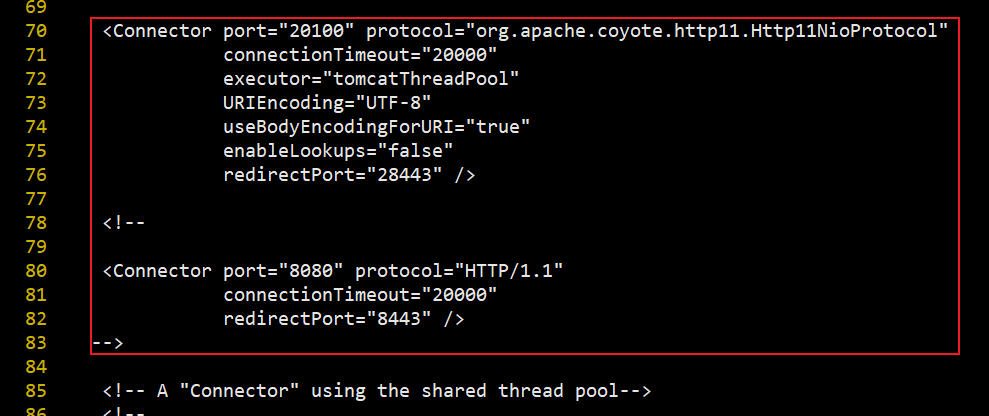 69
70 <Connector port="20100" protocol="org.apache.coyote.http11.Http11NioProtocol"
71 connectionTimeout="20000"
72 executor="tomcatThreadPool"
73 URIEncoding="UTF-8"
74 useBodyEncodingForURI="true"
75 enableLookups="false"
76 redirectPort="28443" />
77
78 <!--
79
80 <Connector port="8080" protocol="HTTP/1.1"
81 connectionTimeout="20000"
82 redirectPort="8443" />
83 -->
84
85 <!-- A "Connector" using the shared thread pool-->
86 <!--